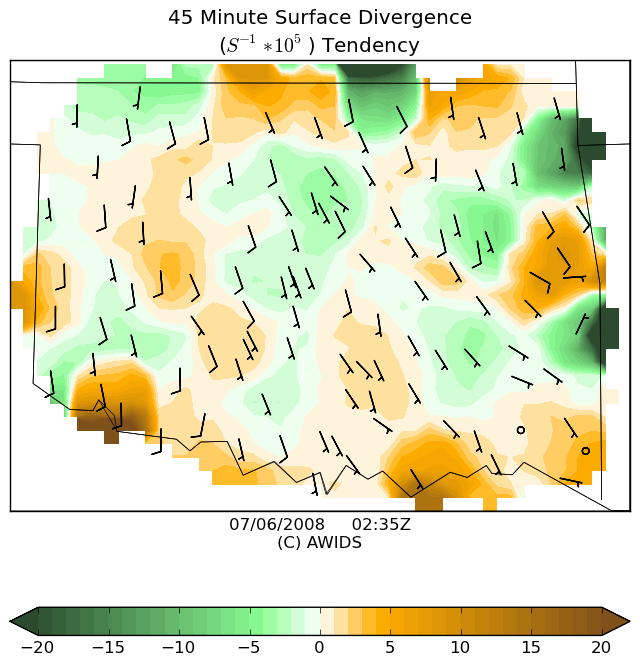 45 Minute Surface Divergence
(S⁻¹ *10⁵ ) Tendency
07/06/2008 02:35Z
(C) AWIDS
−20 −15 −10 −5 0 5 10 15 20